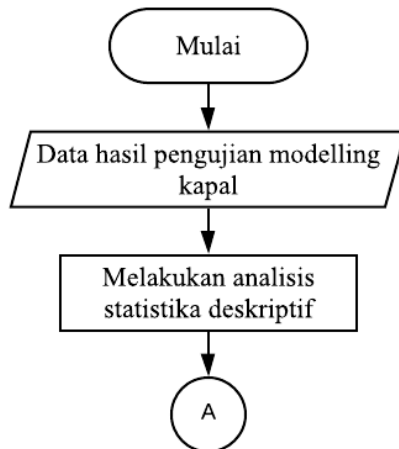 Mulai
Data hasil pengujian modelling
kapal
Melakukan analisis
statistika deskriptif
A